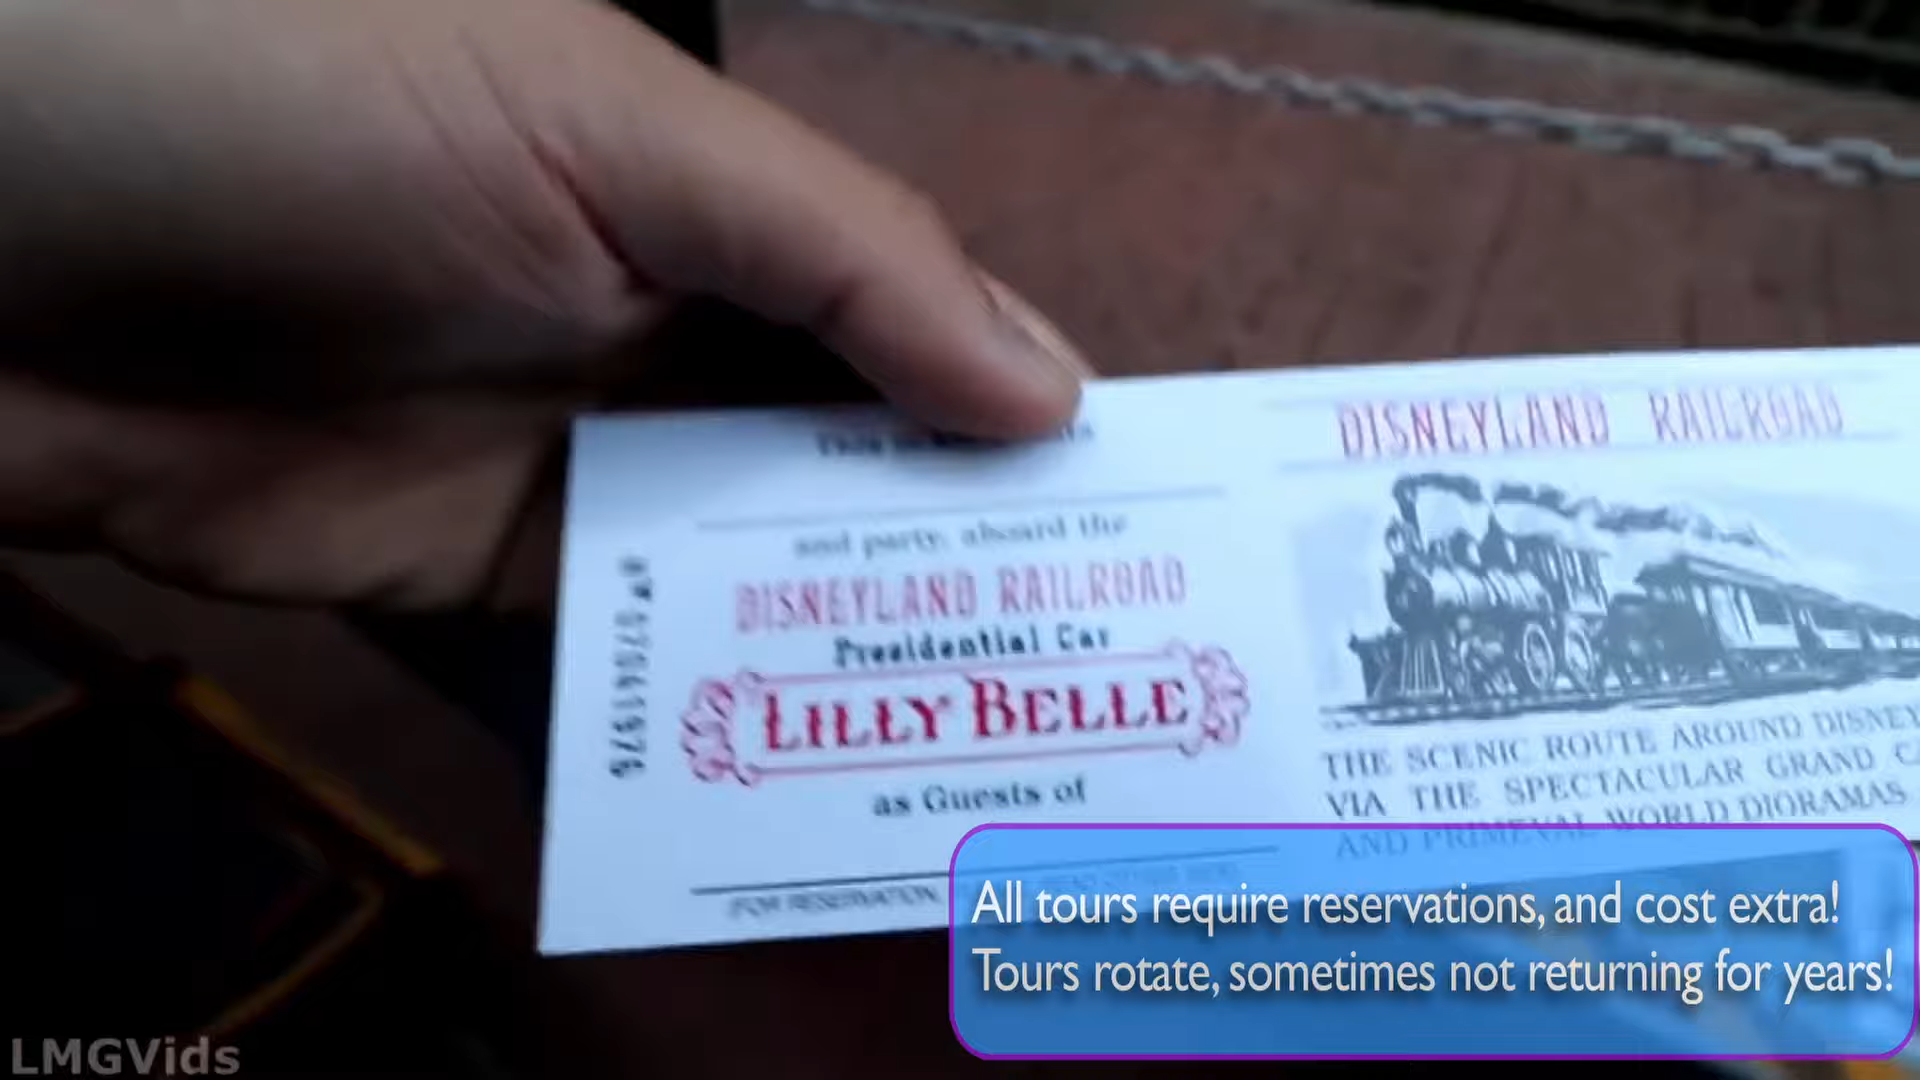 and party, aboard the
DISNEYLAND RAILROAD
Presidential Car
LILLY BELLE
as Guests of
(FOR RESERVATION,
DISNEYLAND RAILROAD
THE SCENIC ROUTE AROUND DISNEY
VIA THE SPECTACULAR GRAND
AND PRIMEVAL WORLD DIORAMAS
All tours require reservations, and cost extra!
Tours rotate, sometimes not returning for years!
LMGVids